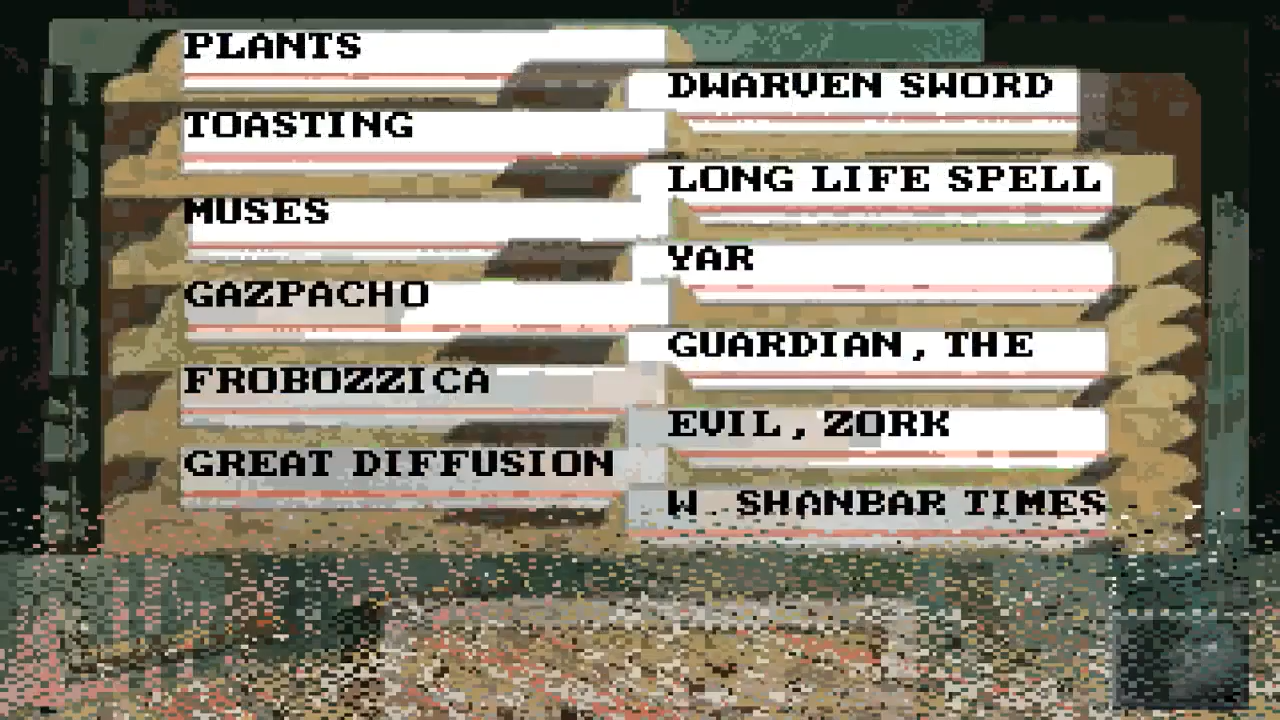 PLANTS
DWARVEN SWORD
TOASTING
LONG LIFE SPELL
MUSES
YAR
GAZPACHO
GUARDIAN, THE
FROBOZZICA
EVIL, ZORK
GREAT DIFFUSION
W. SHANBAR TIMES